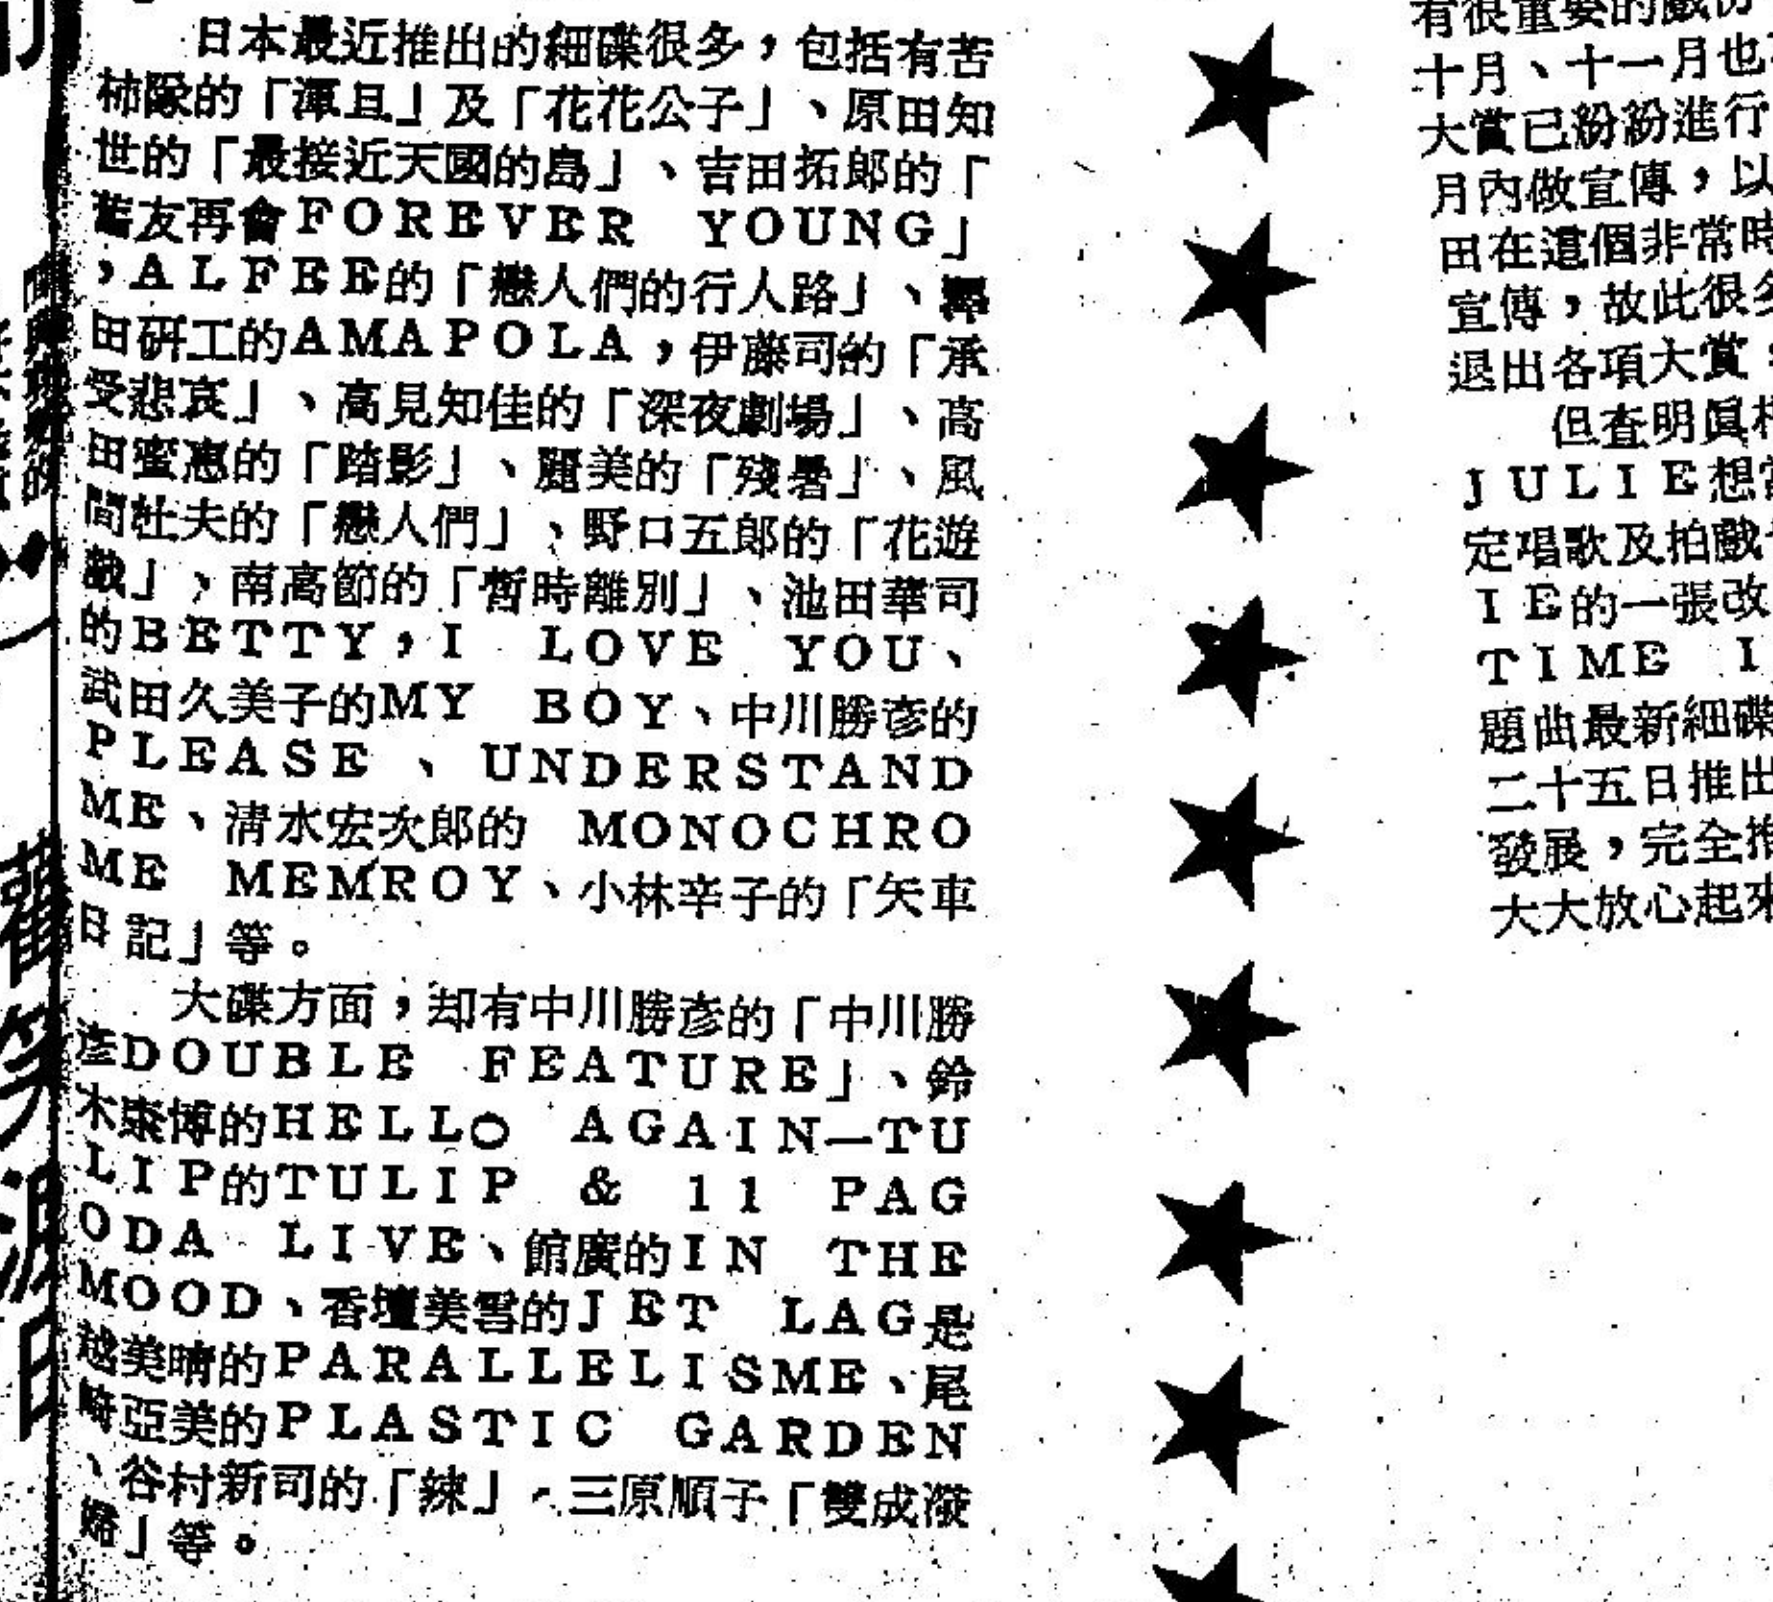 日本最近推出的細碟很多，包括有苦
柿隊的「渾且」及「花花公子」、原田知
世的「最接近天國的島」、吉田拓郎的「
舊友再會FOREVER YOUNG」
，ALFEE的「戀人們的行人路」、
田研工的AMAPOLA，伊藤司的「承
受悲哀」、高見知佳的「深夜劇場」、高
田蜜惠的「踏影」、麗美的「殘暑」、風
間杜夫的「戀人們」、野口五郎的「花遊
戲」，南高節的「暫時離別」、池田華司
的BETTY，I LOVE YOU、
武田久美子的MY BOY、中川勝彥的
PLEASE、UNDERSTAND
ME、清水宏次郎的 MONOCHRO
ME MEMROY、小林辛子的「矢車
日記」等。
大碟方面，却有中川勝彥的「中川勝
彥DOUBLE FEATURE」、鈴
木康博的HELLO AGAIN—TU
LIP的TULIP & 11 PAG
ODA LIVE、館廣的IN THE
MOOD、香壇美雪的JET LAG是
越美晴的PARALLELISME、尾
崎亞美的PLASTIC GARDEN
、谷村新司的「棟」、三原順子「雙成
」等。
有很重要的戲份
十月、十一月也
大賞已紛紛進行
月內做宣傳，以
田在這個非常時
宣傳，故此很多
退出各項大賞，
但查明眞相
JULIE想
定唱歌及拍戲
IE的一張改
TIME I
題曲最新細碟
二十五日推出
發展，完全推
大大放心起來